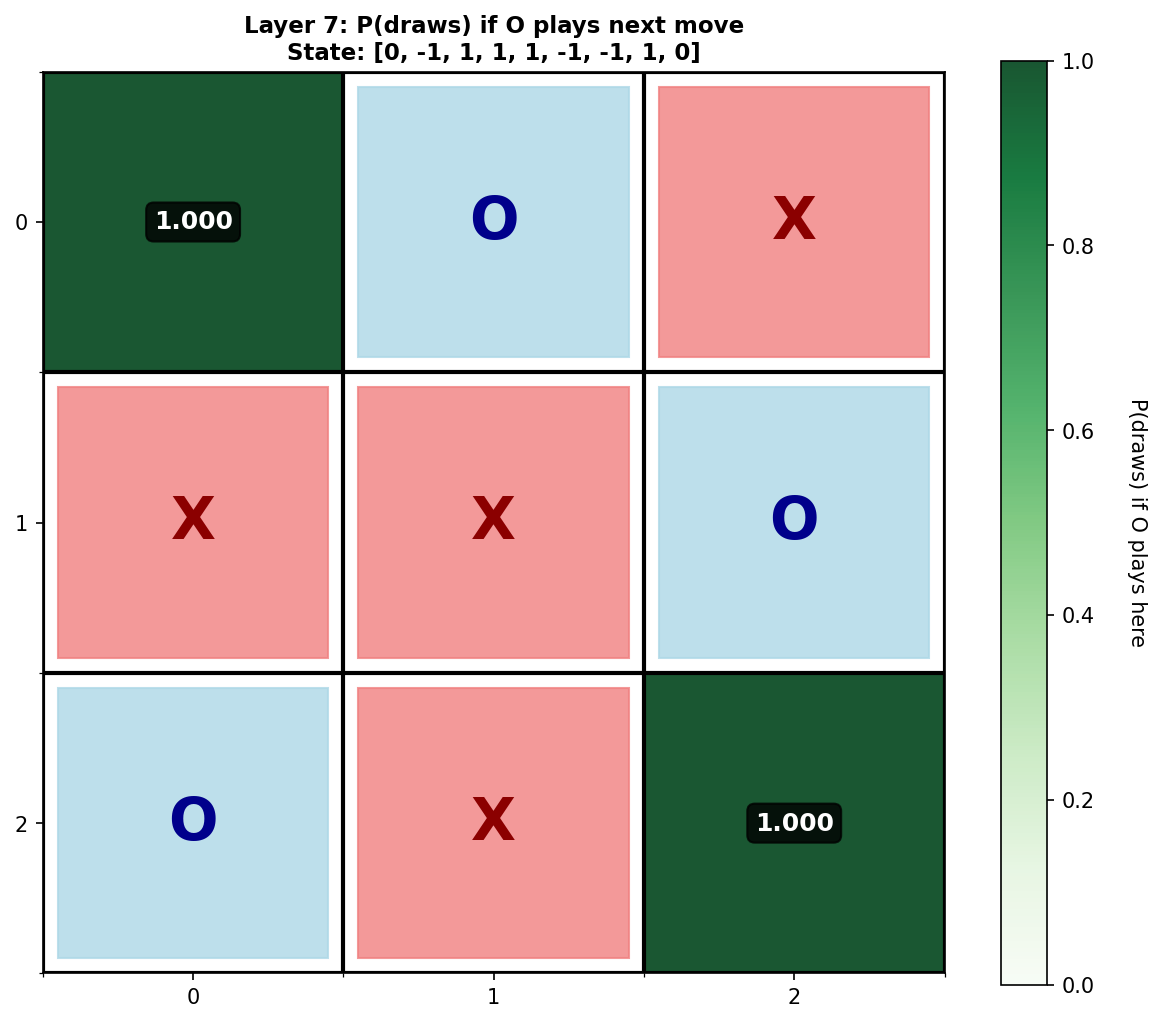 Layer 7: P(draws) if O plays next move
State: [0, -1, 1, 1, 1, -1, -1, 1, 0]
0
1.000
O
X
1
X
X
O
2
O
X
1.000
0
1
2
1.0
0.8
0.6
0.4
0.2
0.0
P(draws) if O plays here